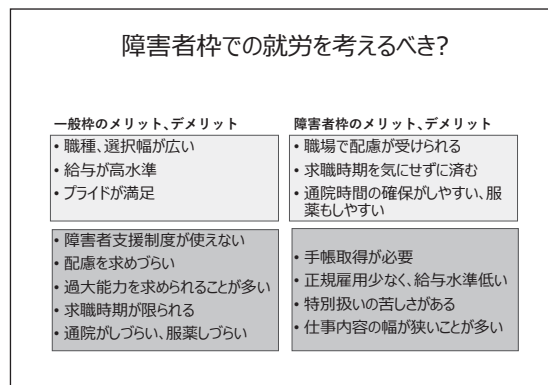 障害者枠での就労を考えるべき?
一般枠のメリット、デメリット
• 職種、選択幅が広い
• 給与が高水準
• プライドが満足
• 障害者支援制度が使えない
• 配慮を求めづらい
• 過大能力を求められることが多い
• 求職時期が限られる
• 通院がしづらい、服薬しづらい
障害者枠のメリット、デメリット
• 職場で配慮が受けられる
• 求職時期を気にせずに済む
• 通院時間の確保がしやすい、服
薬もしやすい
• 手帳取得が必要
• 正規雇用少なく、給与水準低い
• 特別扱いの苦しさがある
• 仕事内容の幅が狭いことが多い